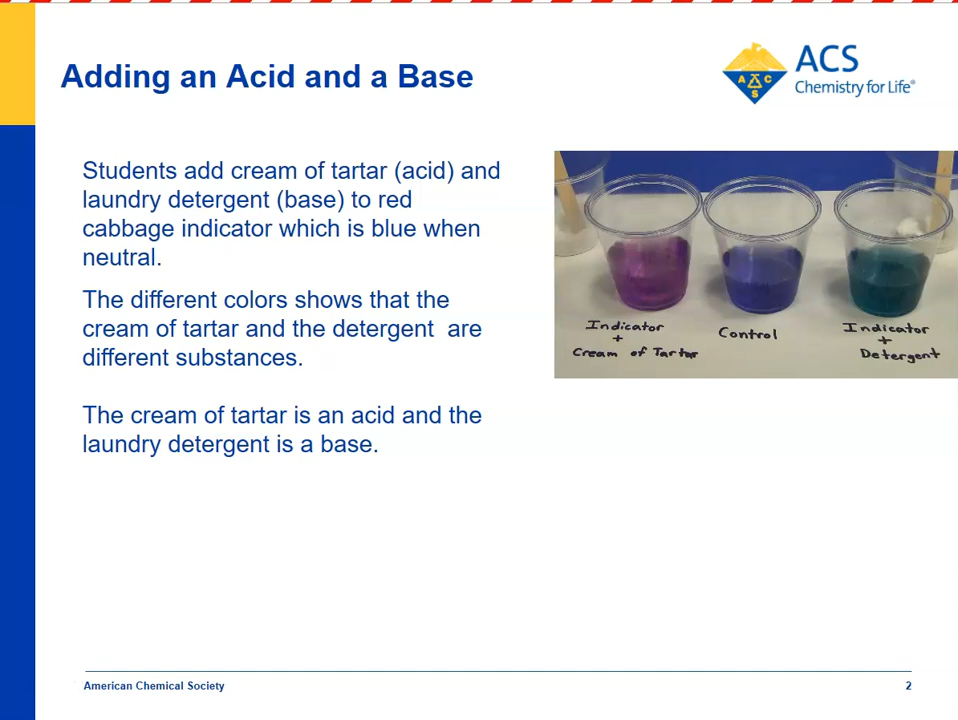 Adding an Acid and a Base
ACS
Chemistry for Life®
A C S
Students add cream of tartar (acid) and
laundry detergent (base) to red
cabbage indicator which is blue when
neutral.
The different colors shows that the
cream of tartar and the detergent are
different substances.
The cream of tartar is an acid and the
laundry detergent is a base.
Indicator
+
Cream of Tartar
Control
Indicator
+
Detergent
American Chemical Society
2